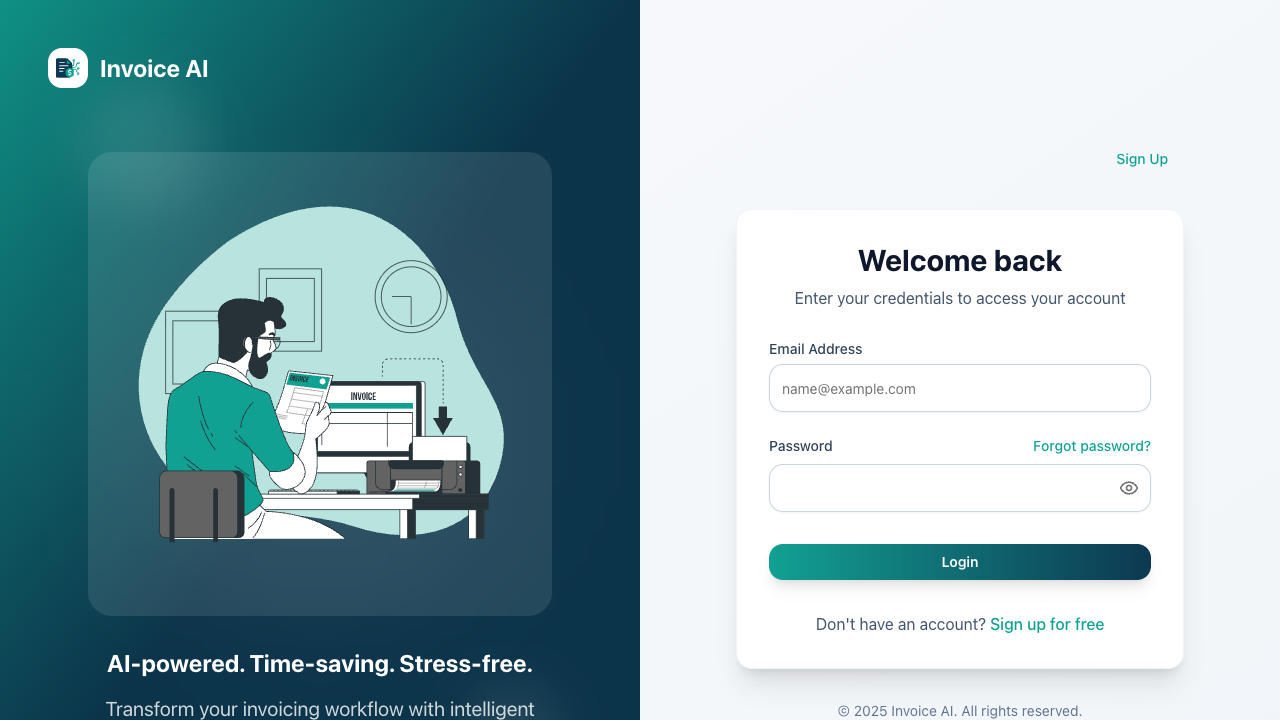 Invoice AI
INVOICE
INVOICE
AI-powered. Time-saving. Stress-free.
Transform your invoicing workflow with intelligent
Sign Up
Welcome back
Enter your credentials to access your account
Email Address
name@example.com
Password
Forgot password?
Login
Don't have an account? Sign up for free
© 2025 Invoice AI. All rights reserved.